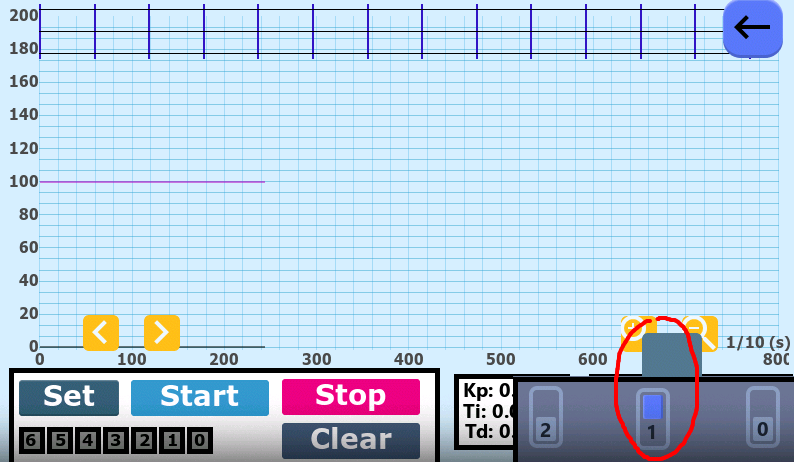 200
180
160
140
120
100
80
60
40
20
0
0 100 200 300 400 500 600 800
1/10 (s)
Set Start Stop
6 5 4 3 2 1 0 Clear
Kp: 0.
Ti: 0.
Td: 0.
2 1 0